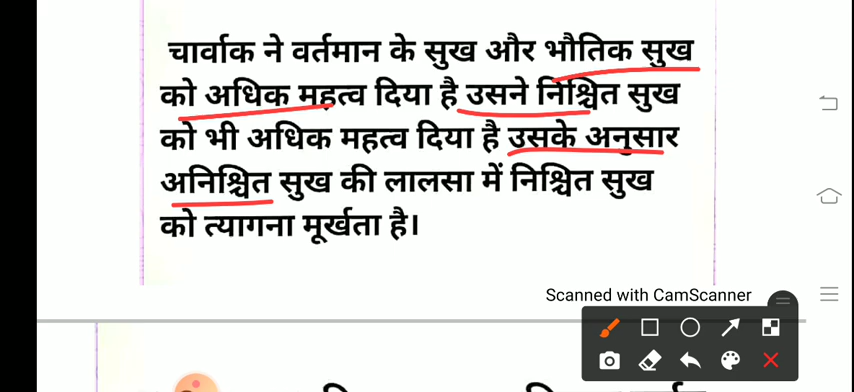 चार्वाक ने वर्तमान के सुख और भौतिक सुख
को अधिक महत्व दिया है उसने निश्चित सुख
को भी अधिक महत्व दिया है उसके अनुसार
अनिश्चित सुख की लालसा में निश्चित सुख
को त्यागना मूर्खता है।
Scanned with CamScanner